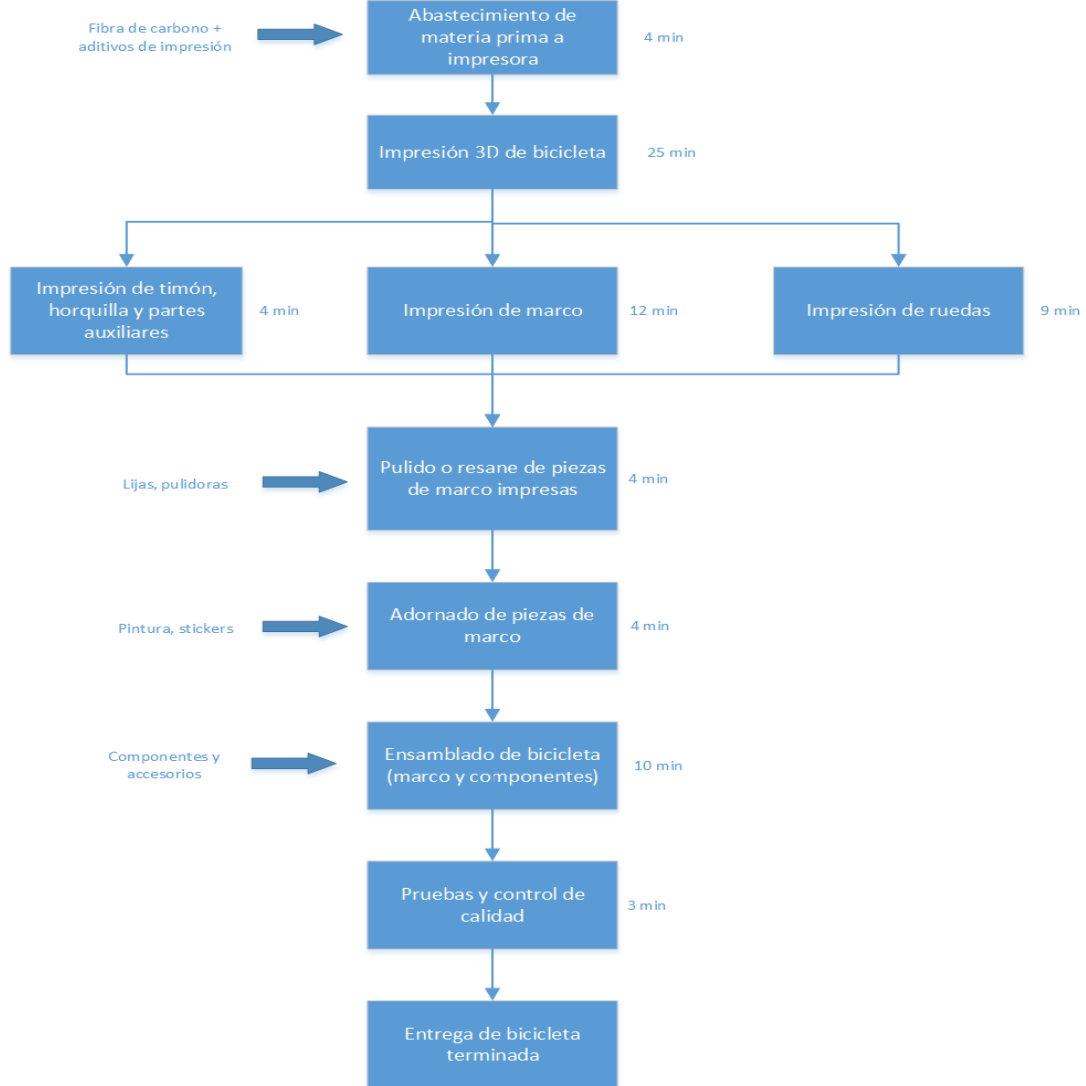 Fibra de carbono +
aditivos de impresión
Abastecimiento de
materia prima a
impresora
4 min
Impresión 3D de bicicleta
25 min
Impresión de timón,
horquilla y partes
auxiliares
4 min
Impresión de marco
12 min
Impresión de ruedas
9 min
Lijas, pulidoras
Pulido o resane de piezas
de marco impresas
4 min
Pintura, stickers
Adornado de piezas de
marco
4 min
Componentes y
accesorios
Ensamblado de bicicleta
(marco y componentes)
10 min
Pruebas y control de
calidad
3 min
Entrega de bicicleta
terminada